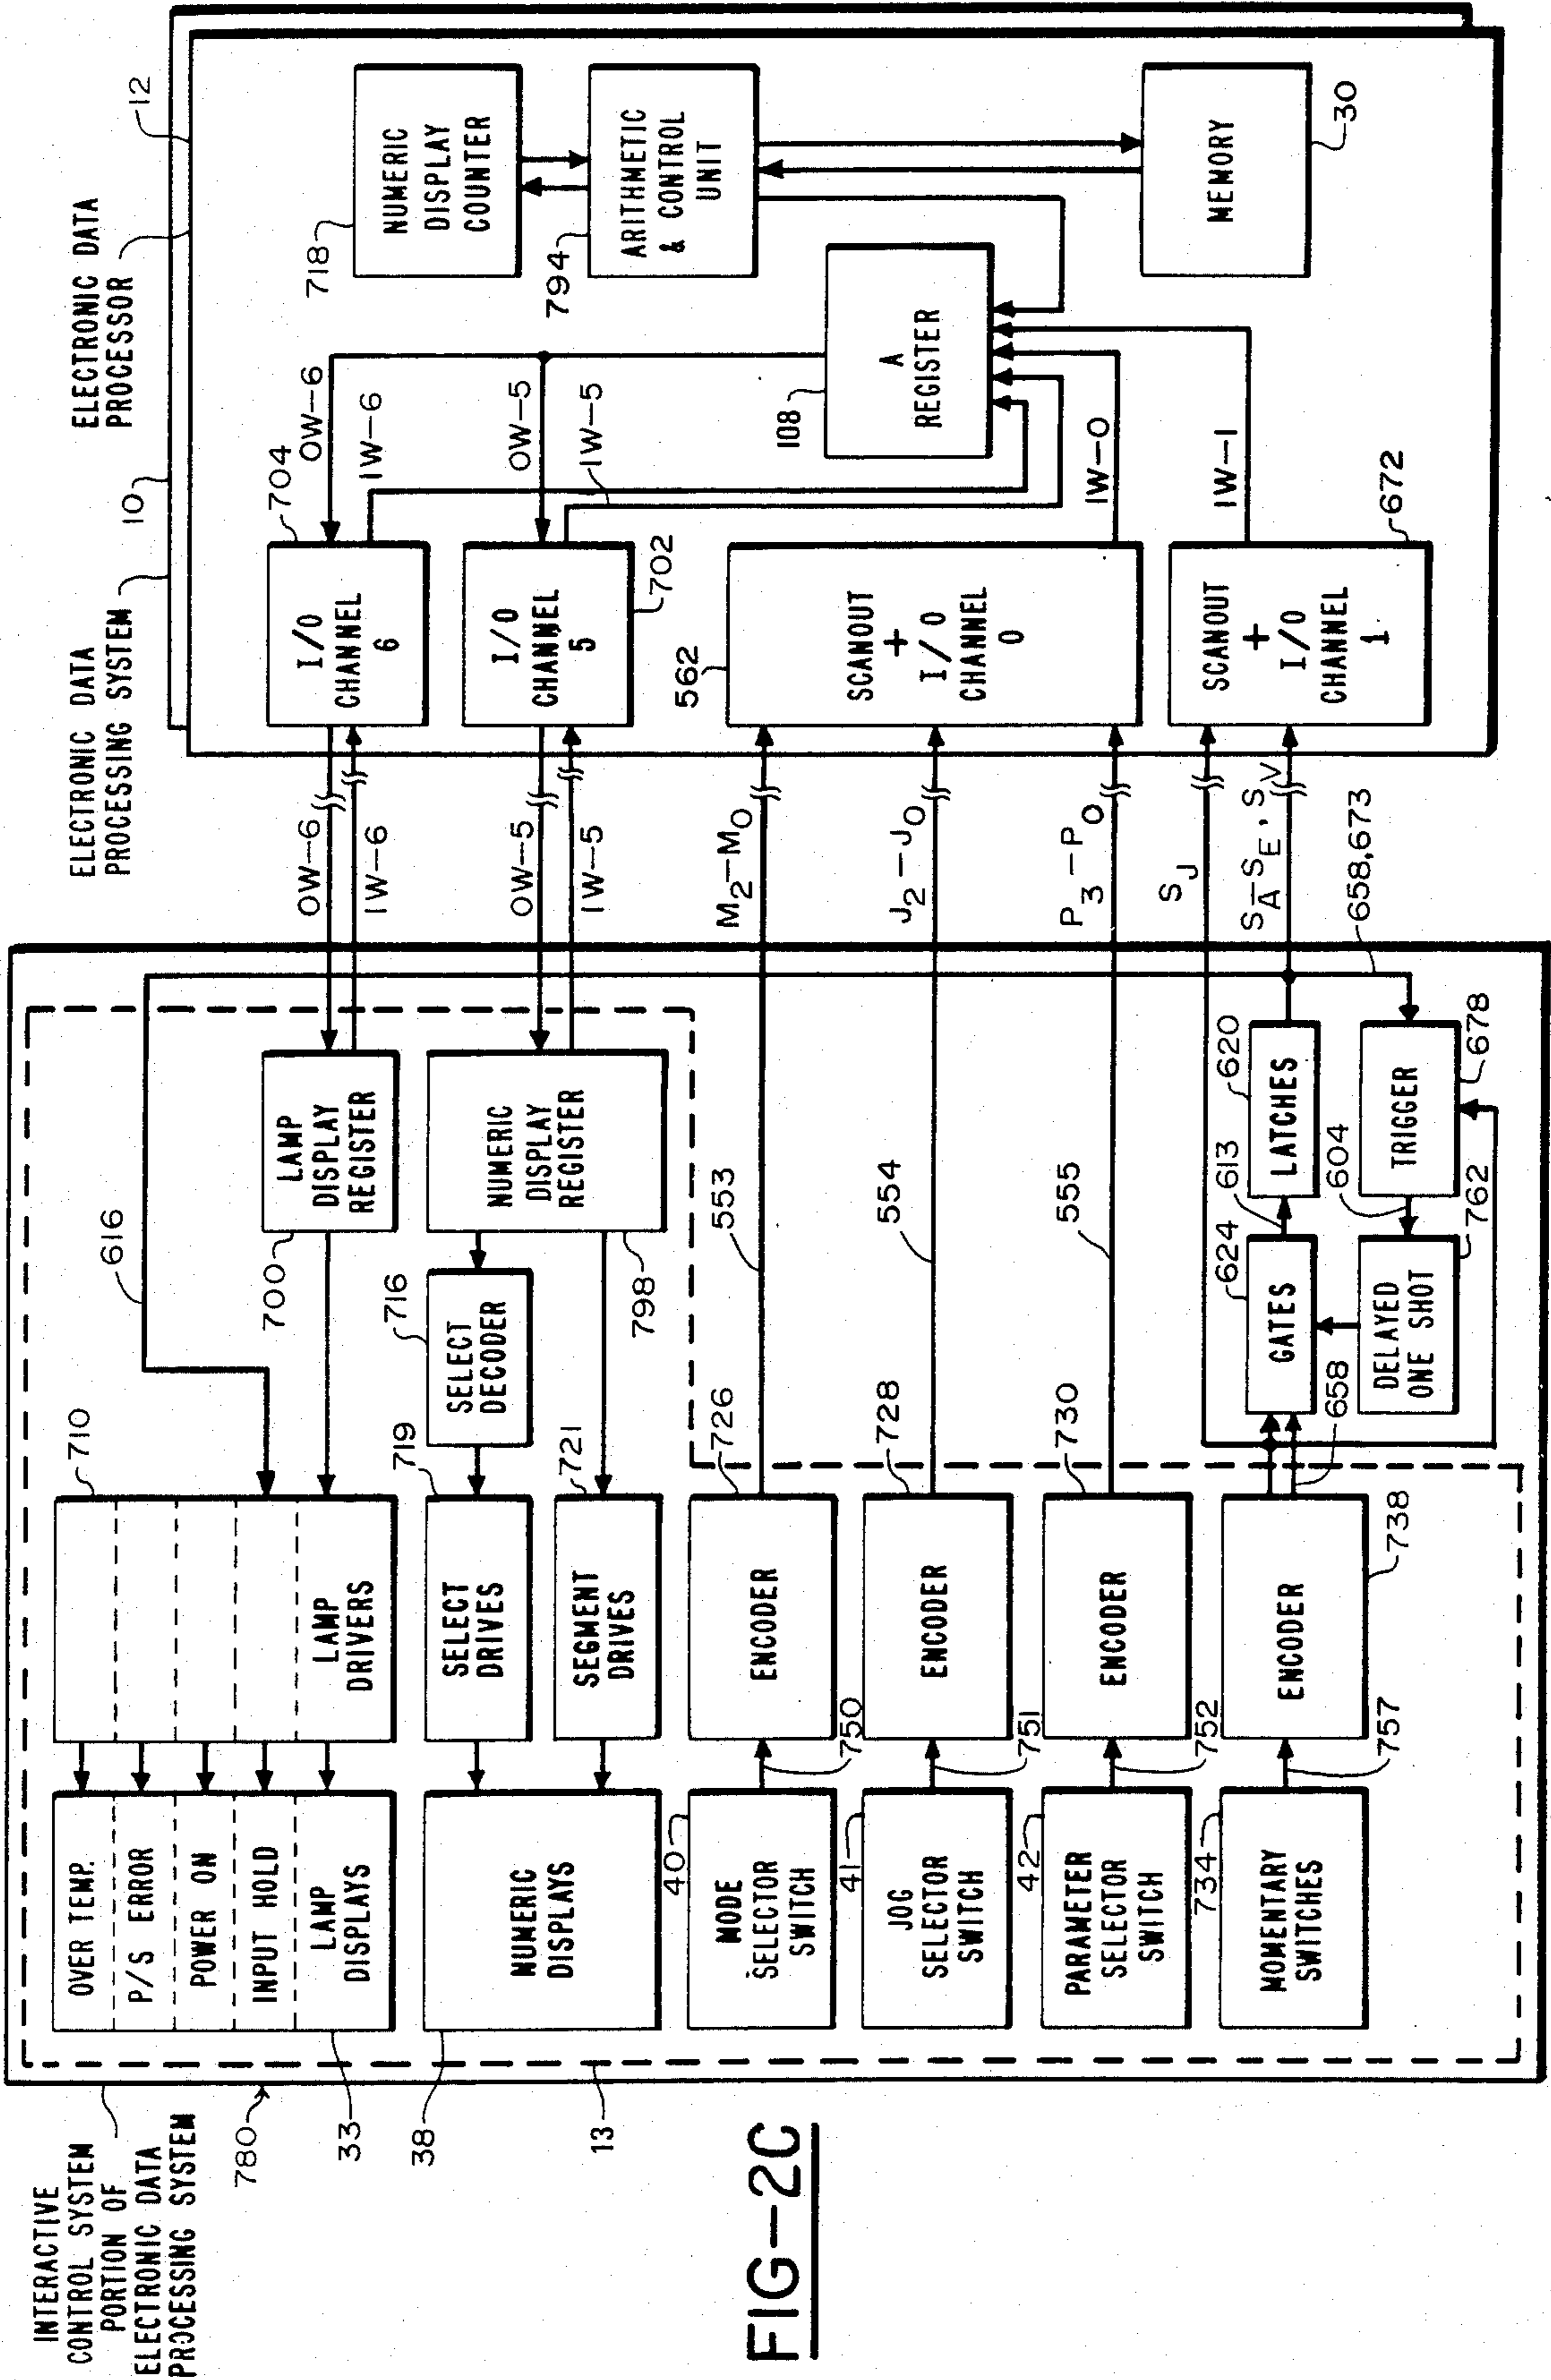 INTERACTIVE
CONTROL SYSTEM
PORTION OF
ELECTRONIC DATA
PROCESSING SYSTEM
780
33
38
13
FIG-2C
OVER TEMP.
P/S ERROR
POWER ON
INPUT HOLD
LAMP
DISPLAYS
710
LAMP
DRIVERS
616
700
LAMP
DISPLAY
REGISTER
NUMERIC
DISPLAYS
719
SELECT
DRIVES
721
SEGMENT
DRIVES
716
SELECT
DECODER
798
NUMERIC
DISPLAY
REGISTER
40
MODE
SELECTOR
SWITCH
750
726
ENCODER
553
41
JOG
SELECTOR
SWITCH
751
728
ENCODER
554
42
PARAMETER
SELECTOR
SWITCH
752
730
ENCODER
555
734
MOMENTARY
SWITCHES
757
ENCODER
738
658
624
GATES
613
620
LATCHES
DELAYED
ONE SHOT
762
604
TRIGGER
678
658,673
OW-6
IW-6
OW-5
IW-5
M2-M0
J2-J0
P3-P0
SJ
SA-SE, SV
ELECTRONIC DATA
PROCESSING SYSTEM
10
ELECTRONIC DATA
PROCESSOR
12
704
I/O
CHANNEL
6
OW-6
IW-6
I/O
CHANNEL
5
702
OW-5
IW-5
562
SCANOUT
+
I/O
CHANNEL
0
IW-0
SCANOUT
+
I/O
CHANNEL
1
672
IW-1
108
A
REGISTER
718
NUMERIC
DISPLAY
COUNTER
794
ARITHMETIC
& CONTROL
UNIT
MEMORY
30